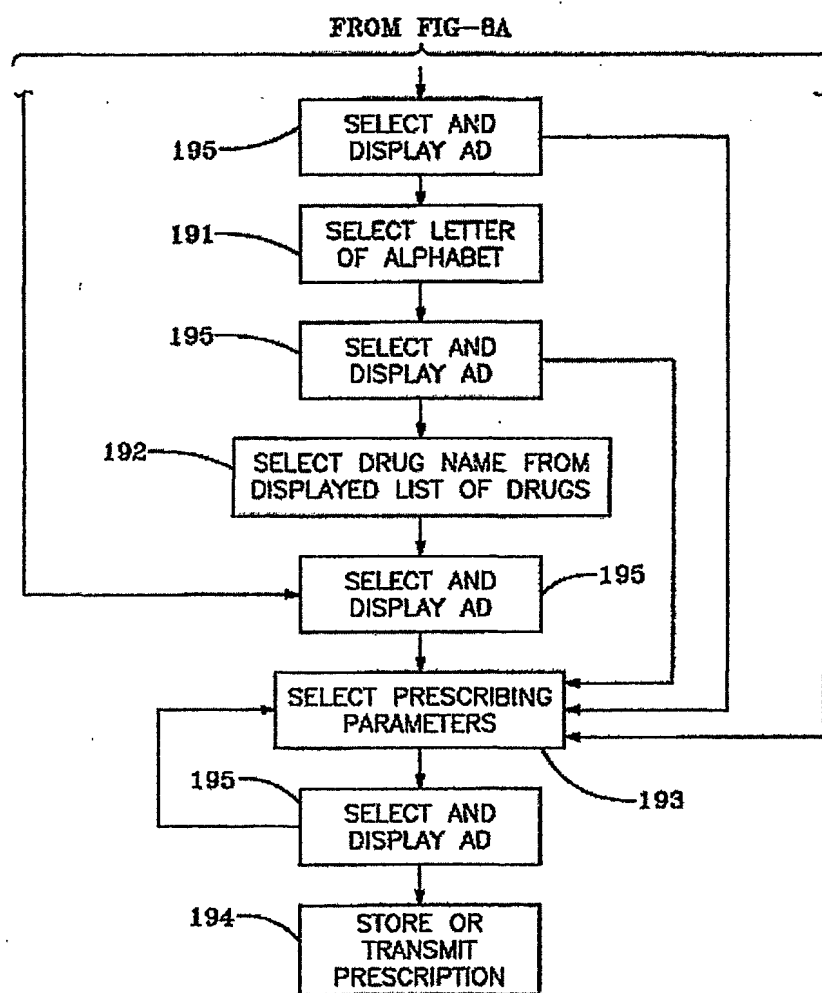 FROM FIG-8A
195
SELECT AND
DISPLAY AD
191
SELECT LETTER
OF ALPHABET
195
SELECT AND
DISPLAY AD
192
SELECT DRUG NAME FROM
DISPLAYED LIST OF DRUGS
SELECT AND
DISPLAY AD
195
SELECT PRESCRIBING
PARAMETERS
193
195
SELECT AND
DISPLAY AD
194
STORE OR
TRANSMIT
PRESCRIPTION